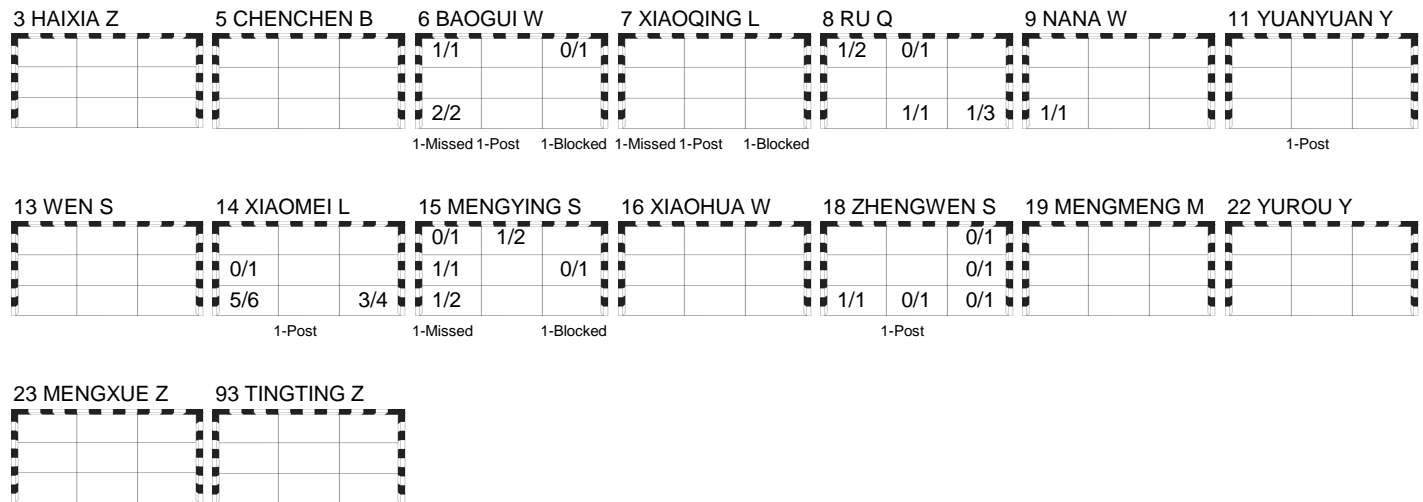 3 HAIXIA Z 5 CHENCHEN B 6 BAOGUI W 7 XIAOQING L 8 RU Q 9 NANA W 11 YUANYUAN Y
1/1 0/1 1/2 0/1
2/2 1/1 1/3 1/1
1-Missed 1-Post 1-Blocked 1-Missed 1-Post 1-Blocked 1-Post
13 WEN S 14 XIAOMEI L 15 MENGYING S 16 XIAOHUA W 18 ZHENGWEN S 19 MENGMENG M 22 YUROU Y
0/1 1/2 0/1
0/1 1/1 0/1 0/1
5/6 3/4 1/2 1/1 0/1 0/1
1-Post 1-Missed 1-Blocked 1-Post
23 MENGXUE Z 93 TINGTING Z